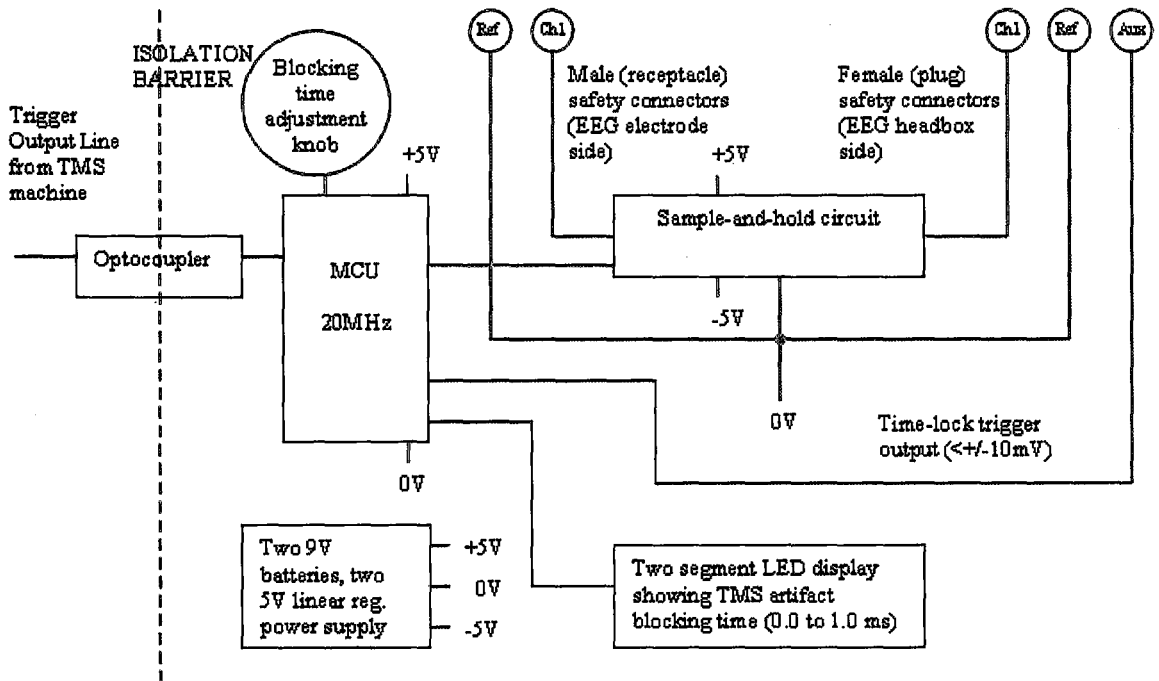 Ref
Ch1
Ch1
Ref
Aux
ISOLATION
BARRIER
Blocking
time
adjustment
knob
Male (receptacle)
safety connectors
(EEG electrode
side)
Female (plug)
safety connectors
(EEG headbox
side)
Trigger
Output Line
from TMS
machine
+5V
+5V
Sample-and-hold circuit
Optocoupler
MCU
20MHz
-5V
0V
Time-lock trigger
output (<+/-10mV)
0V
Two 9V
batteries, two
5V linear reg.
power supply
+5V
0V
-5V
Two segment LED display
showing TMS artifact
blocking time (0.0 to 1.0 ms)